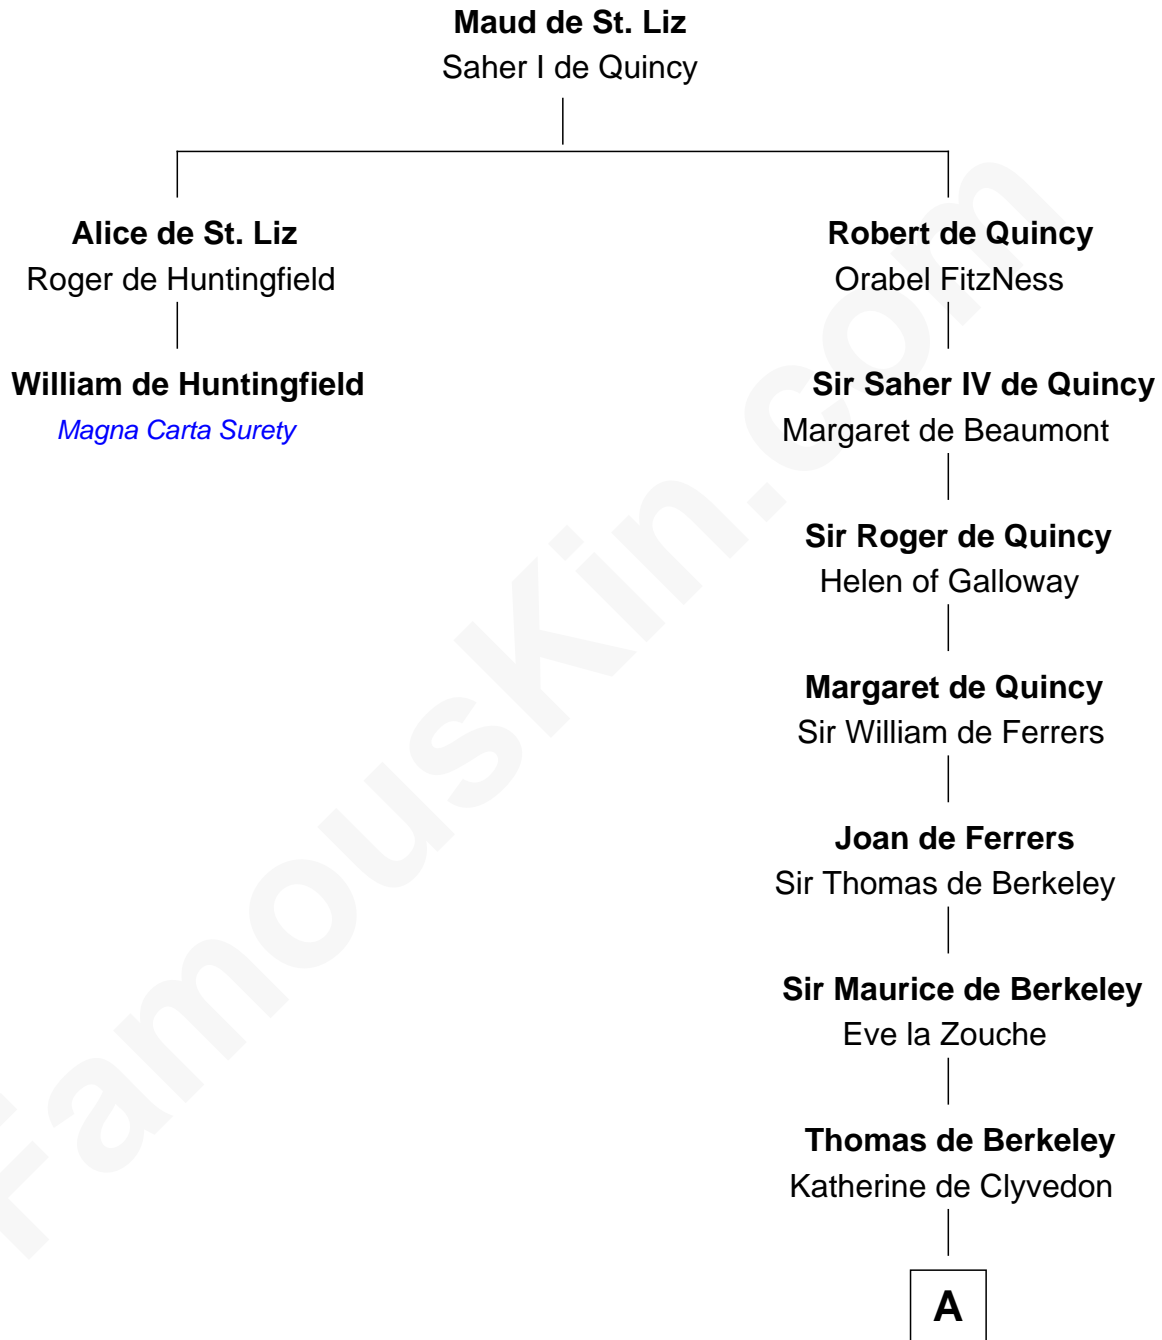 Maud de St. Liz
Saher I de Quincy
Alice de St. Liz
Roger de Huntingfield
William de Huntingfield
Magna Carta Surety
Robert de Quincy
Orabel FitzNess
Sir Saher IV de Quincy
Margaret de Beaumont
Sir Roger de Quincy
Helen of Galloway
Margaret de Quincy
Sir William de Ferrers
Joan de Ferrers
Sir Thomas de Berkeley
Sir Maurice de Berkeley
Eve la Zouche
Thomas de Berkeley
Katherine de Clyvedon
A
FamousKin.com